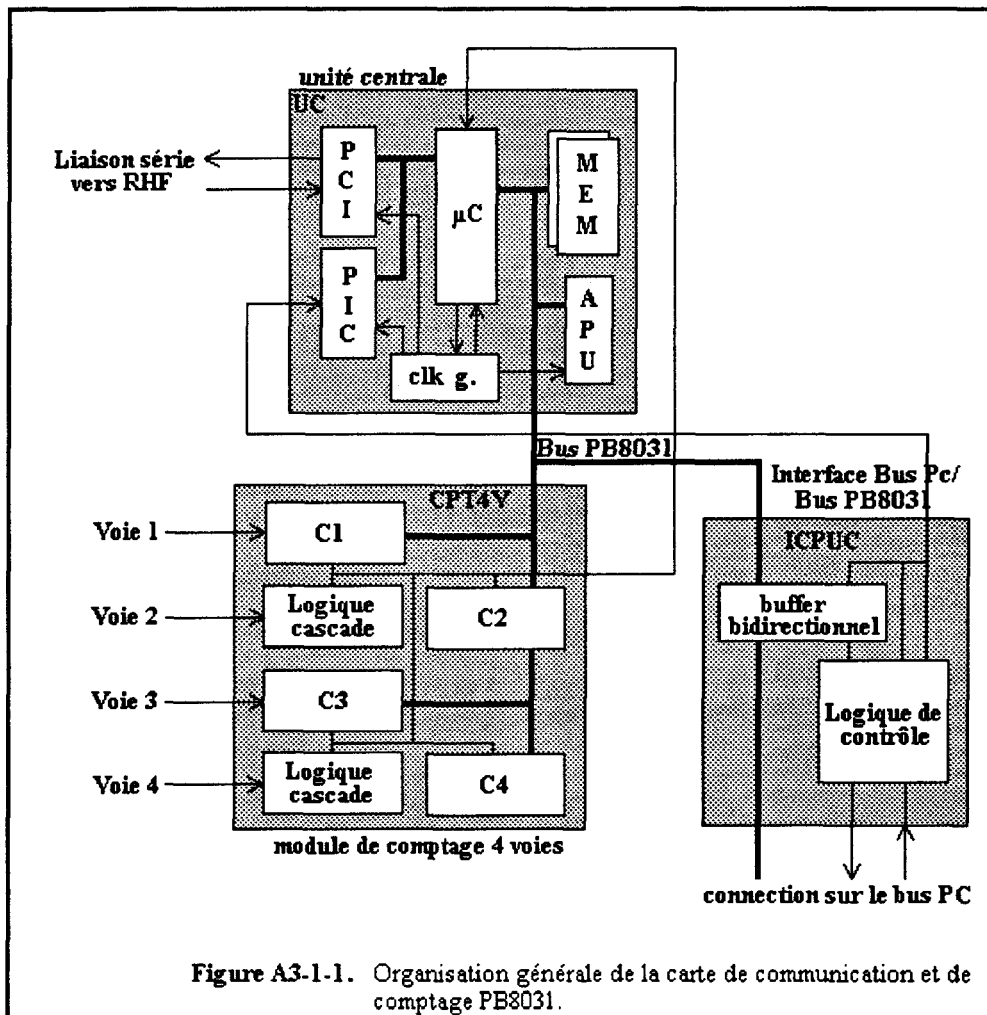 unité centrale
UC
Liaison série
vers RHF
P
C
I
µC
M
E
M
P
I
C
A
P
U
clk g.
Bus PB8031
Interface Bus Pc/
Bus PB8031
CPT4V
ICPUC
Voie 1
C1
Voie 2
Logique
cascade
C2
buffer
bidirectionnel
Voie 3
C3
Logique de
contrôle
Voie 4
Logique
cascade
C4
module de comptage 4 voies
connection sur le bus PC
Figure A3-1-1. Organisation générale de la carte de communication et de
comptage PB8031.